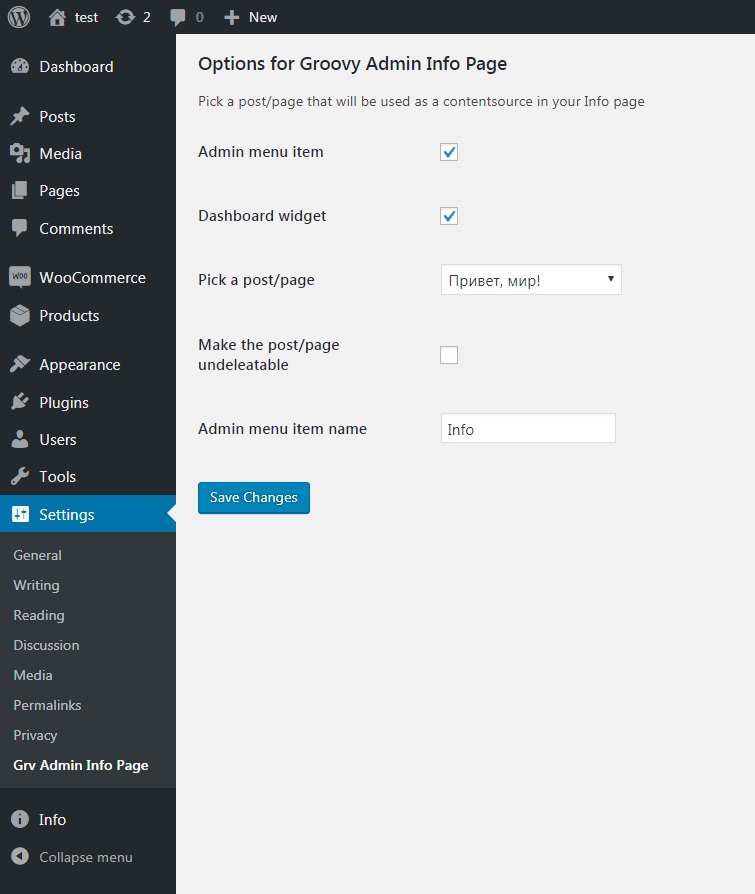 test 2 0 New
Dashboard
Posts
Media
Pages
Comments
WOO WooCommerce
Products
Appearance
Plugins
Users
Tools
Settings
General
Writing
Reading
Discussion
Media
Permalinks
Privacy
Grv Admin Info Page
Info
Collapse menu
Options for Groovy Admin Info Page
Pick a post/page that will be used as a contentsource in your Info page
Admin menu item
Dashboard widget
Pick a post/page Привет, мир!
Make the post/page
undeleatable
Admin menu item name Info
Save Changes